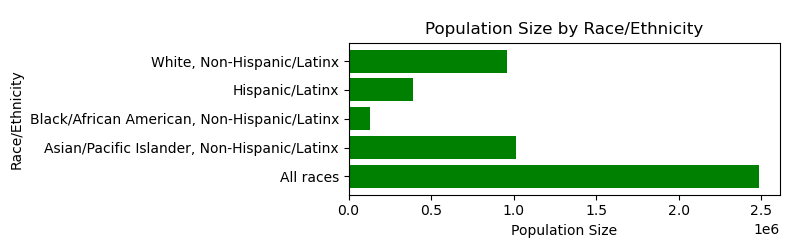 Population Size by Race/Ethnicity
Race/Ethnicity
White, Non-Hispanic/Latinx
Hispanic/Latinx
Black/African American, Non-Hispanic/Latinx
Asian/Pacific Islander, Non-Hispanic/Latinx
All races
0.0 0.5 1.0 1.5 2.0 2.5
1e6
Population Size